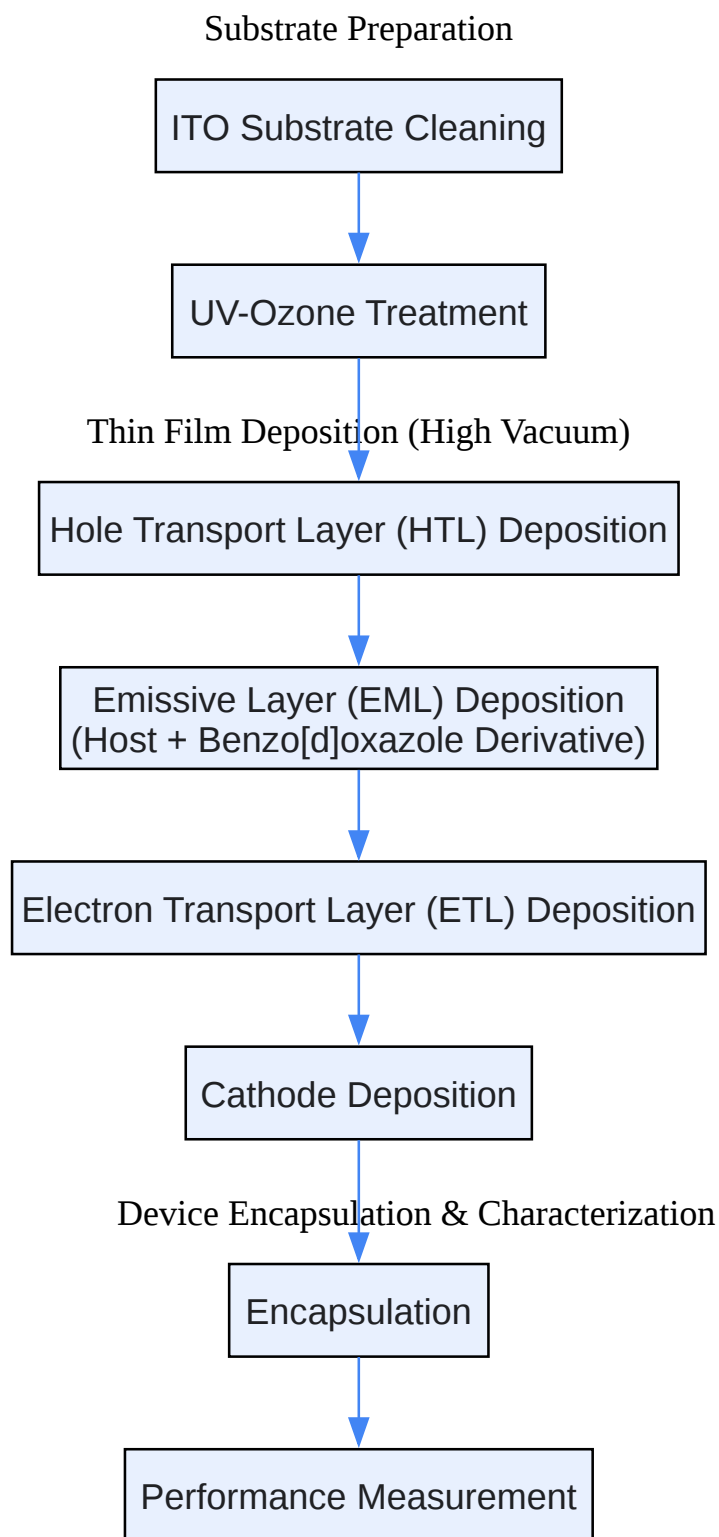 Substrate Preparation
ITO Substrate Cleaning
UV-Ozone Treatment
Thin Film Deposition (High Vacuum)
Hole Transport Layer (HTL) Deposition
Emissive Layer (EML) Deposition
(Host + Benzo[d]oxazole Derivative)
Electron Transport Layer (ETL) Deposition
Cathode Deposition
Device Encapsulation & Characterization
Encapsulation
Performance Measurement